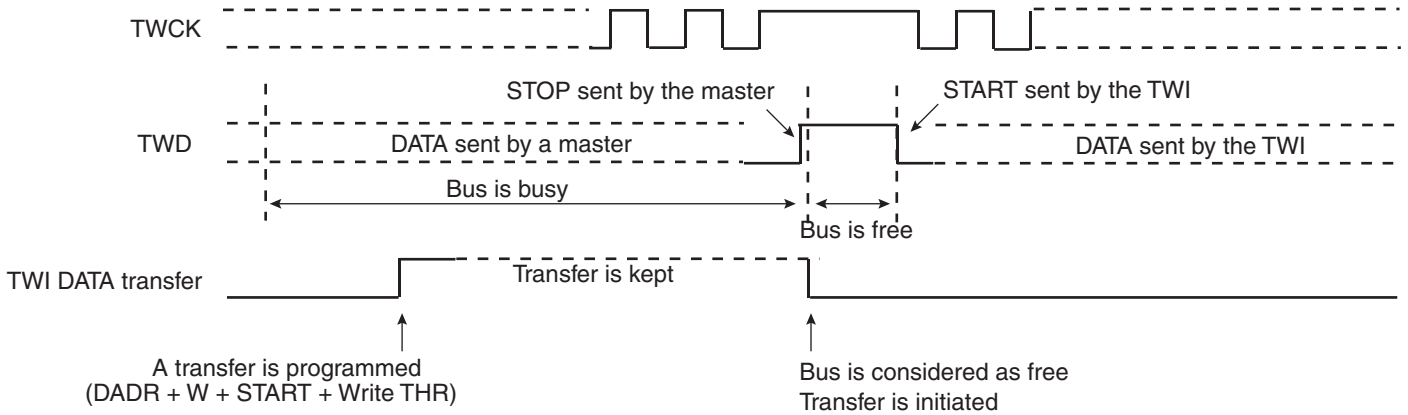 TWCK
STOP sent by the master
START sent by the TWI
TWD
DATA sent by a master
DATA sent by the TWI
Bus is busy
Bus is free
TWI DATA transfer
Transfer is kept
A transfer is programmed
(DADR + W + START + Write THR)
Bus is considered as free
Transfer is initiated